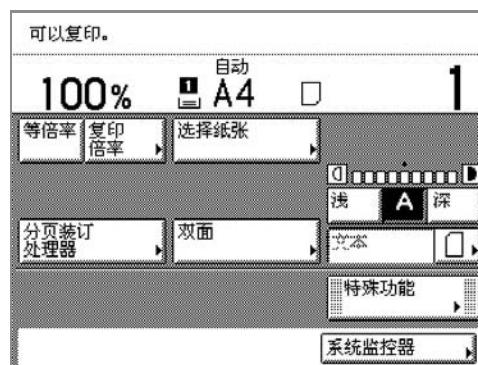 可以复印。
自动
100% 1 A4 1
等倍率 复印倍率 选择纸张
浅 A 深
分页装订处理器 双面 文本
特殊功能
系统监控器